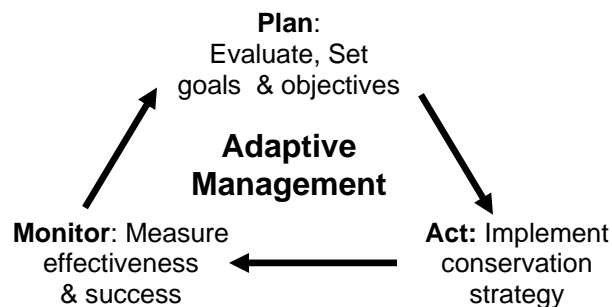 Plan:
Evaluate, Set
goals & objectives
Adaptive
Management
Monitor: Measure
effectiveness
& success
Act: Implement
conservation
strategy